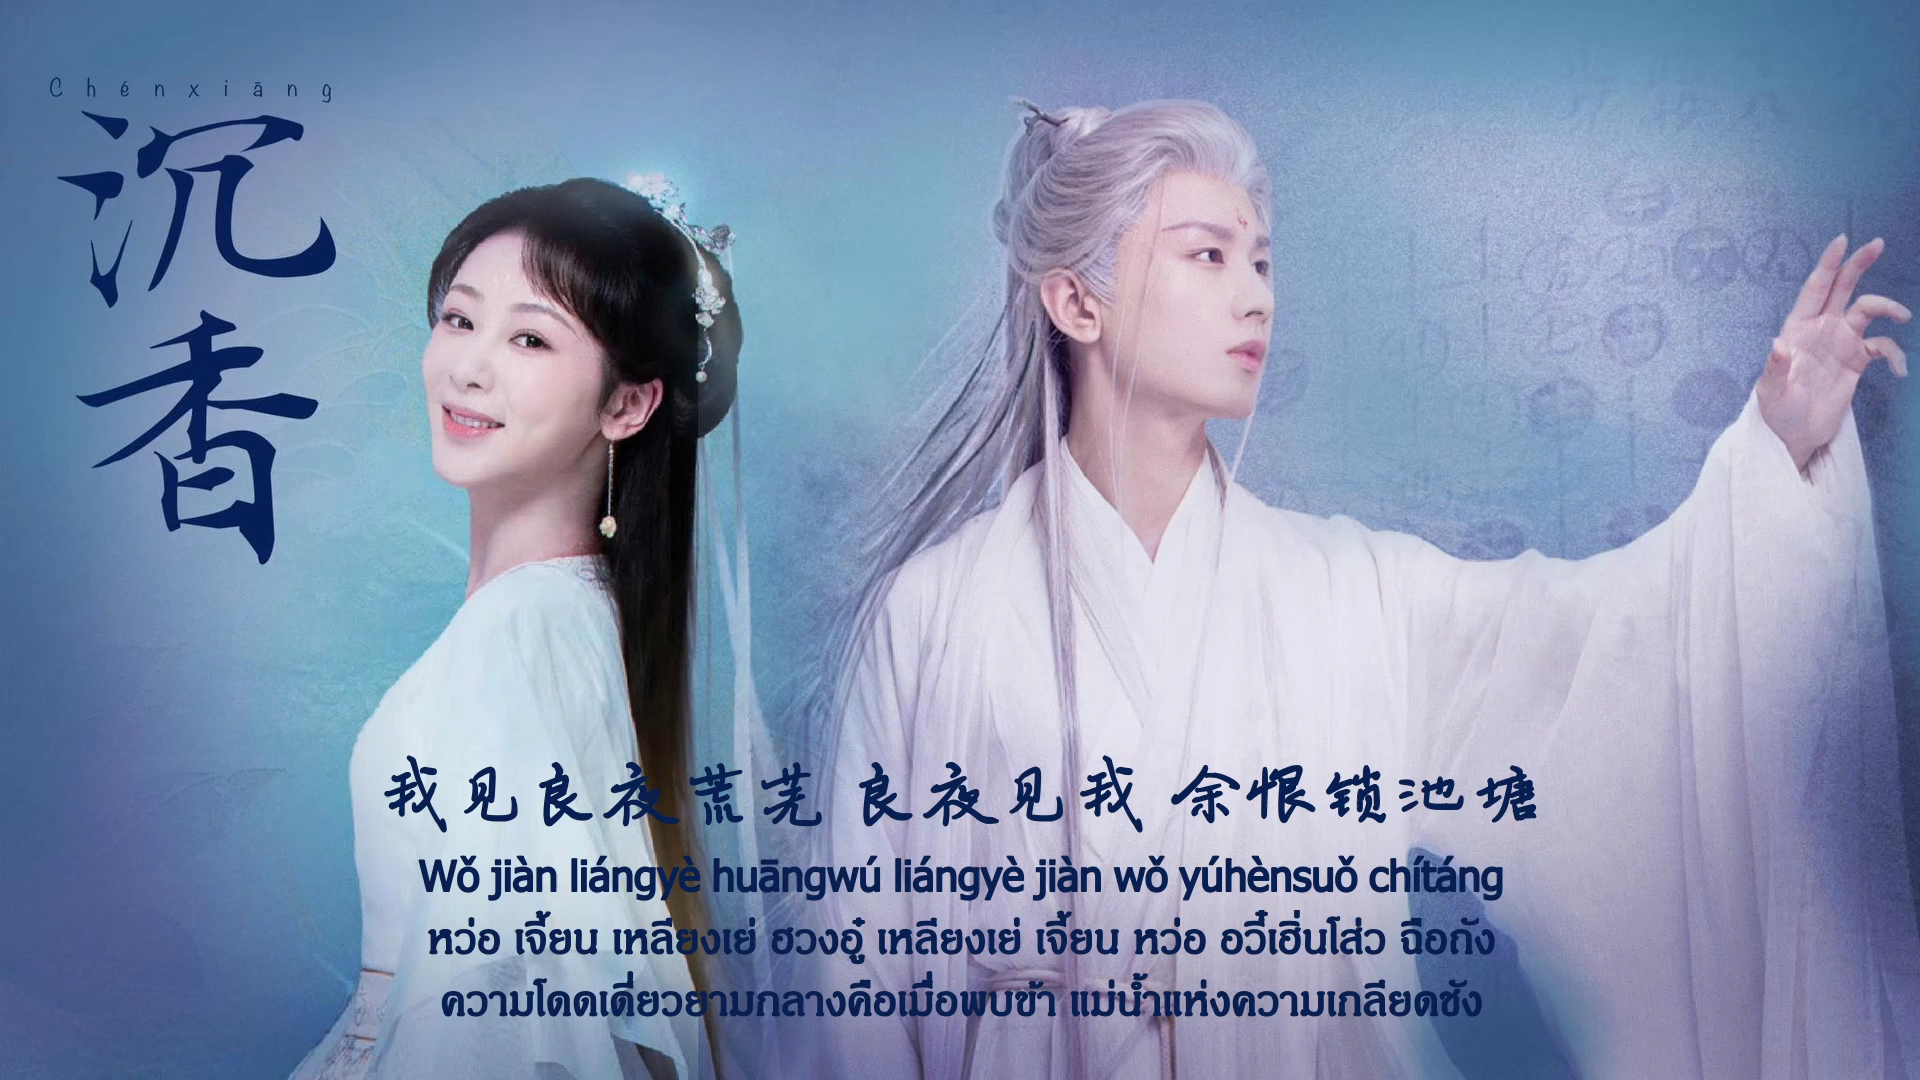 Chénxiāng
沉香
我见良夜荒芜 良夜见我 余恨锁池塘
Wǒ jiàn liángyè huāngwú liángyè jiàn wǒ yúhènsuǒ chítáng
หว่อ เจี้ยน เหลียงเย่ ฮวงอู๋ เหลียงเย่ เจี้ยน หว่อ อวี๋เฮิ่นโส่ว ฉือถัง
ความโดดเดี่ยวยามกลางคืนเมื่อพบข้า แม่น้ำแห่งความเกลียดชัง